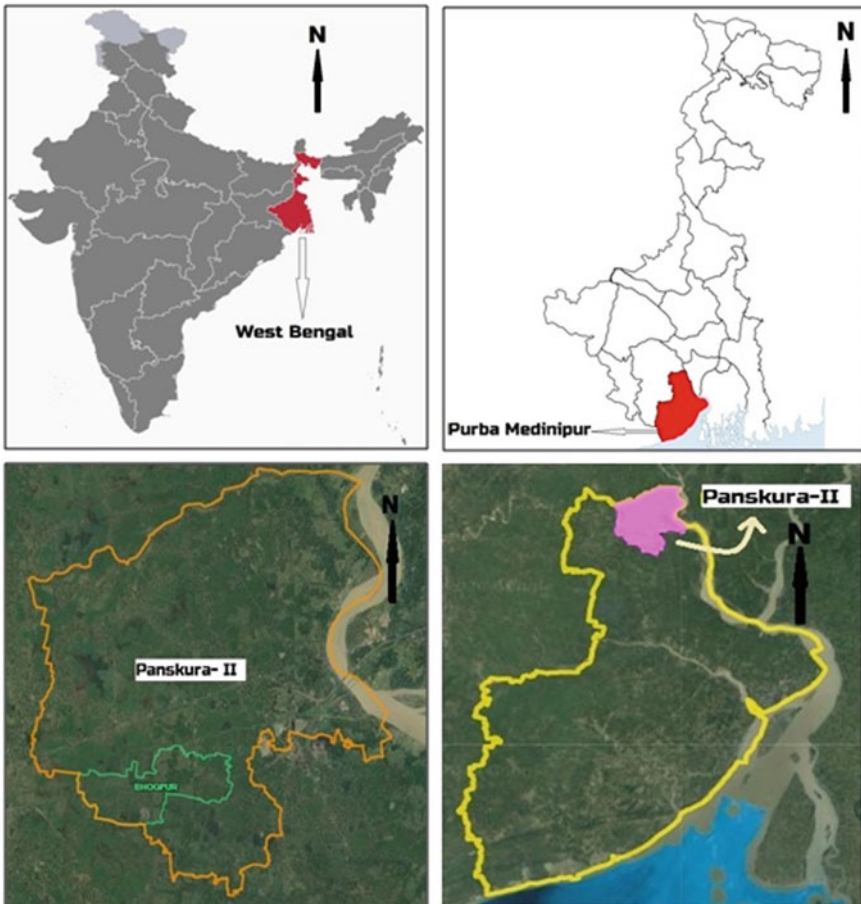 N
West Bengal
N
Purba Medinipur
N
Panskura- II
BHOGPUR
Panskura-II
N